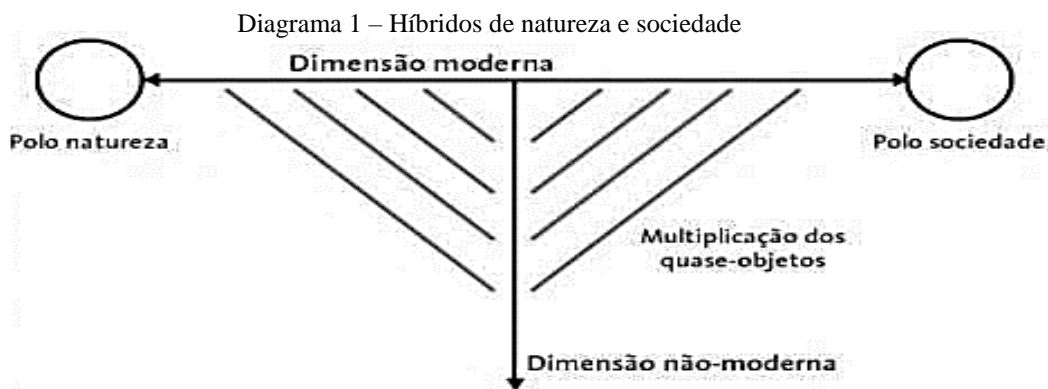 Diagrama 1 – Híbridos de natureza e sociedade
Dimensão moderna
Polo natureza
Polo sociedade
Multiplicação dos
quase-objetos
Dimensão não-moderna